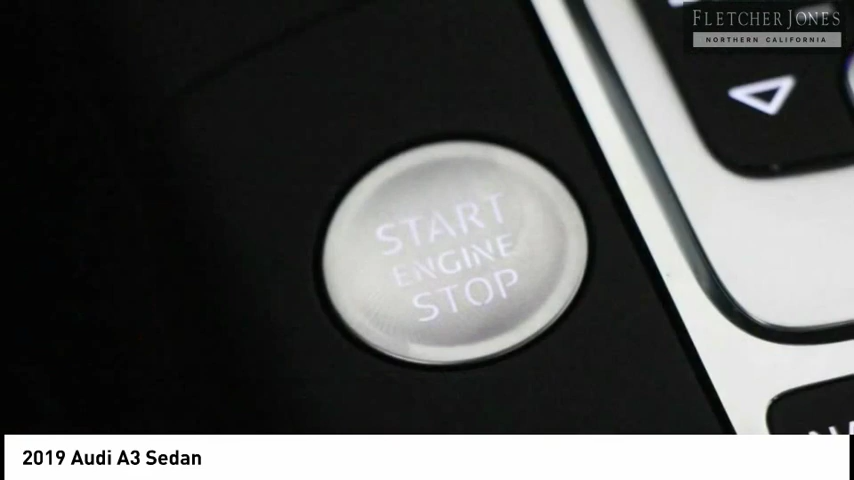 FLETCHER JONES
NORTHERN CALIFORNIA
START
ENGINE
STOP
2019 Audi A3 Sedan